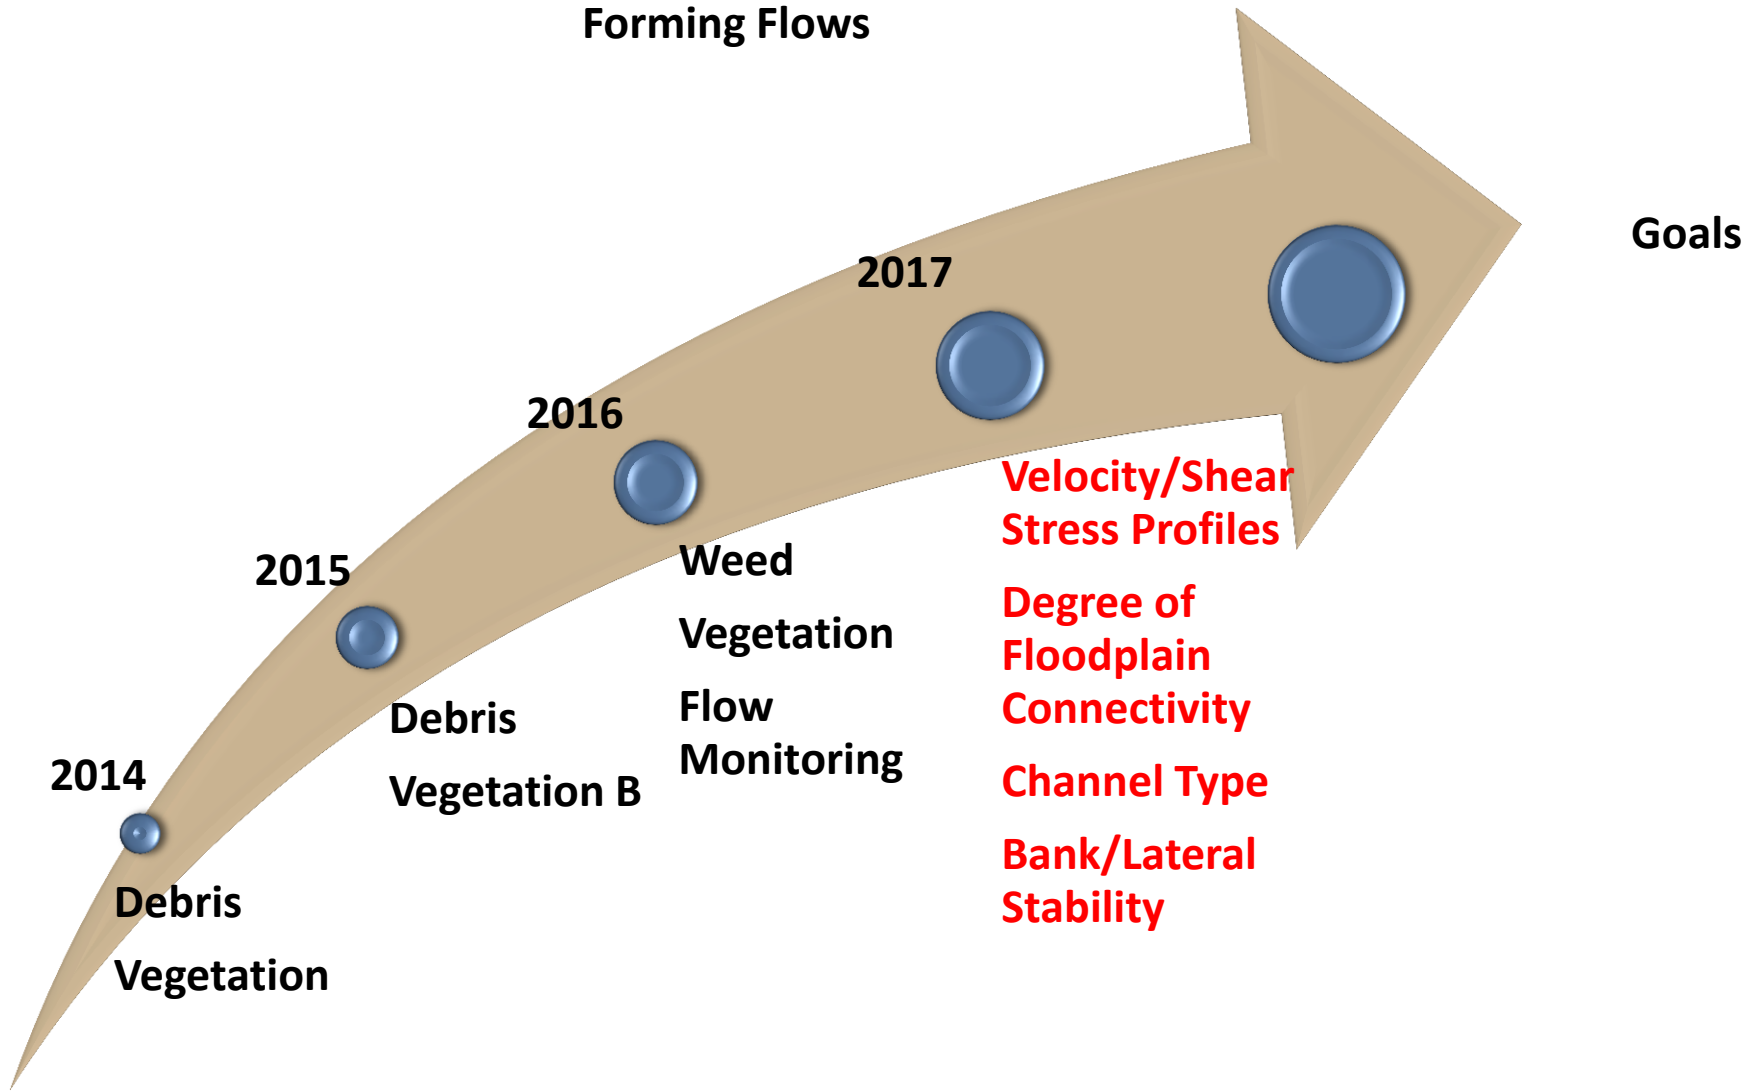 Forming Flows
Goals
2017
2016
2015
2014
Velocity/Shear
Stress Profiles
Degree of
Floodplain
Connectivity
Channel Type
Bank/Lateral
Stability
Weed
Vegetation
Flow
Monitoring
Debris
Vegetation B
Debris
Vegetation